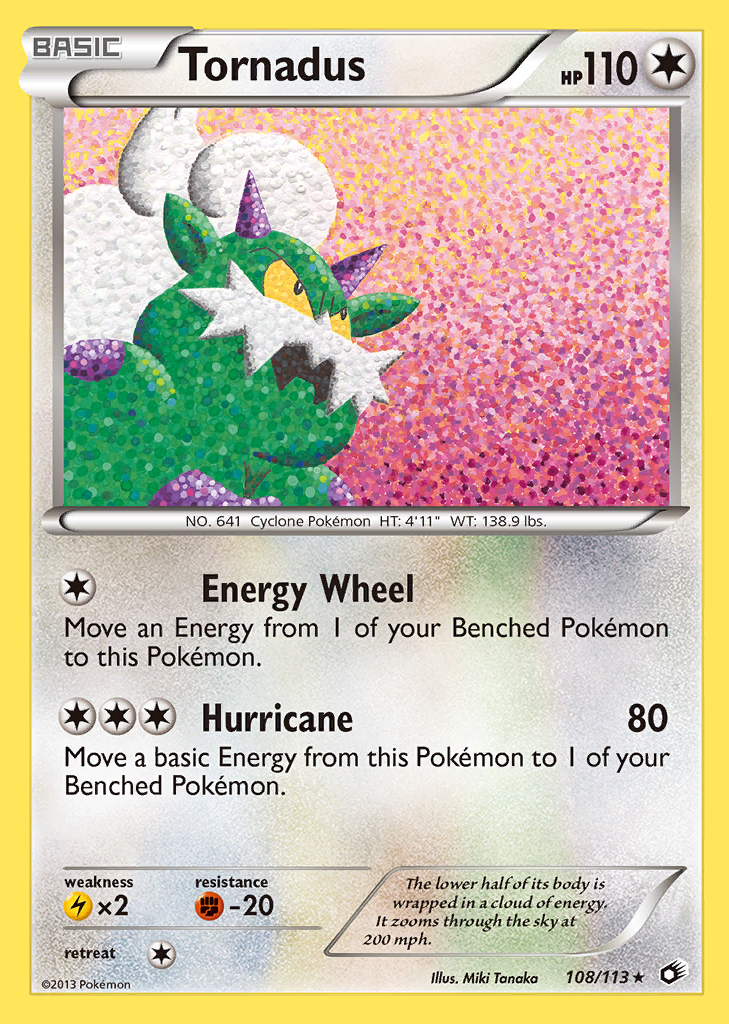 BASIC
Tornadus
HP110
NO. 641 Cyclone Pokémon HT: 4'11" WT: 138.9 lbs.
Energy Wheel
Move an Energy from 1 of your Benched Pokémon
to this Pokémon.
Hurricane 80
Move a basic Energy from this Pokémon to 1 of your
Benched Pokémon.
weakness
×2
resistance
-20
The lower half of its body is
wrapped in a cloud of energy.
It zooms through the sky at
200 mph.
retreat
©2013 Pokémon
Illus. Miki Tanaka
108/113 ★